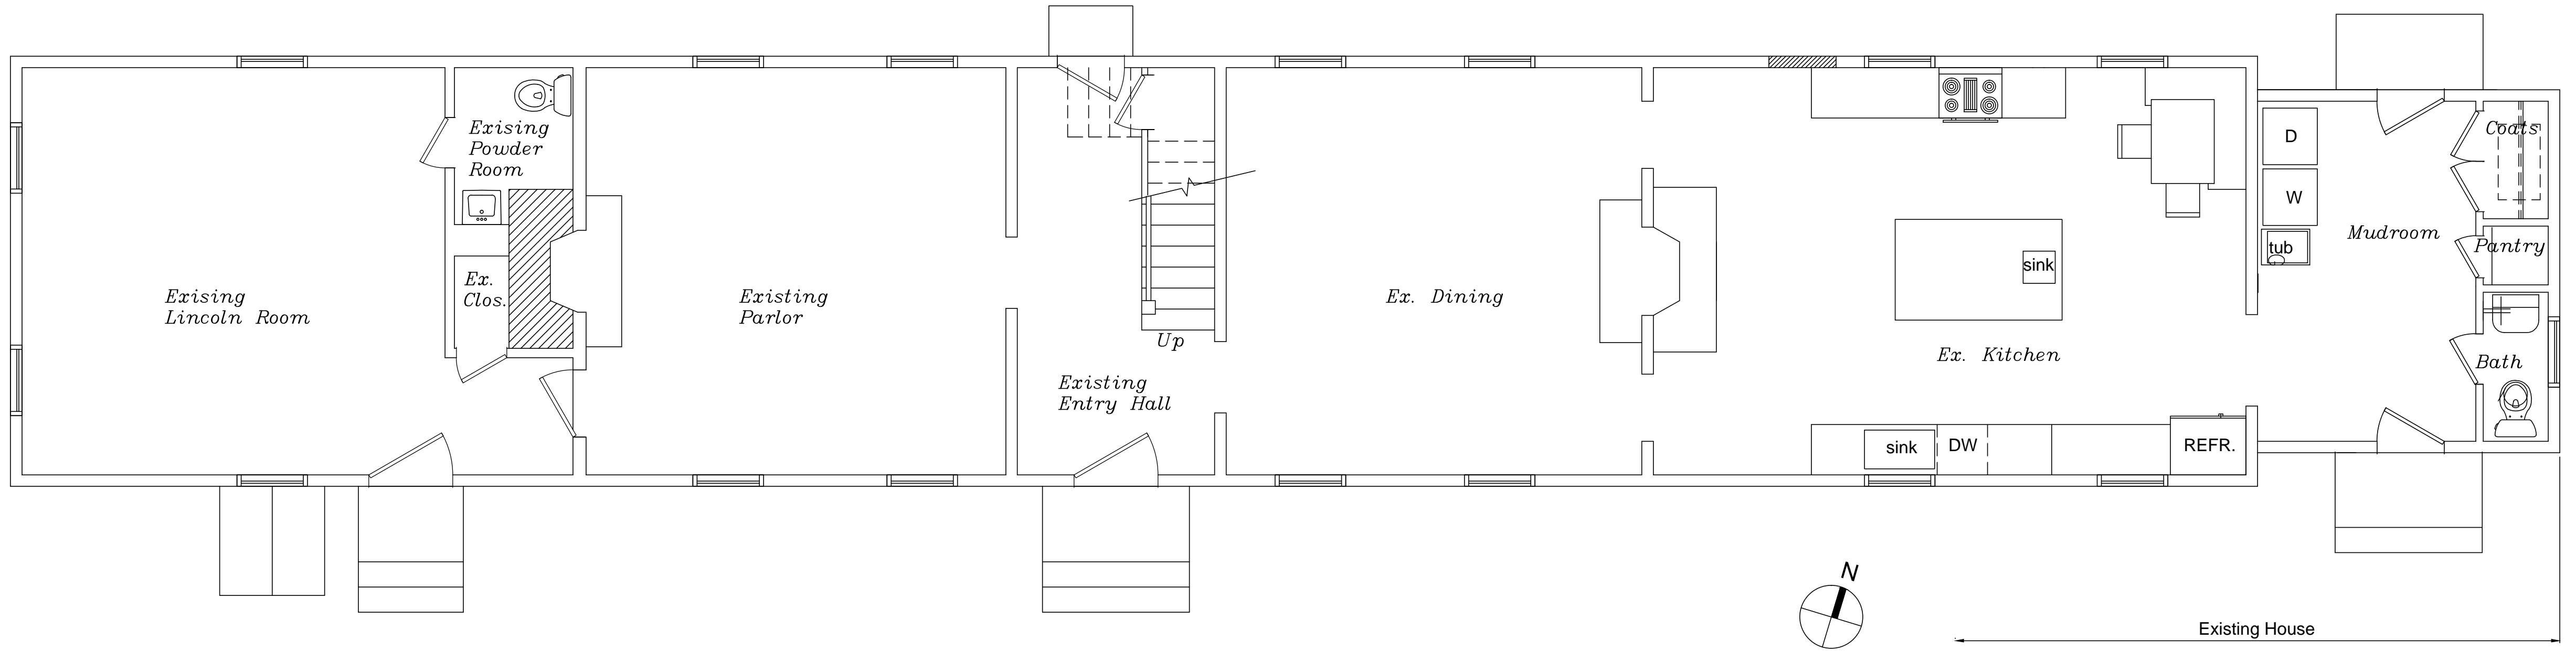 Exising
Powder
Room
Ex.
Clos.
Exising
Lincoln Room
Existing
Parlor
Up
Existing
Entry Hall
Ex. Dining
sink
Ex. Kitchen
sink
DW
REFR.
D
W
tub
Mudroom
Coats
Pantry
Bath
N
Existing House